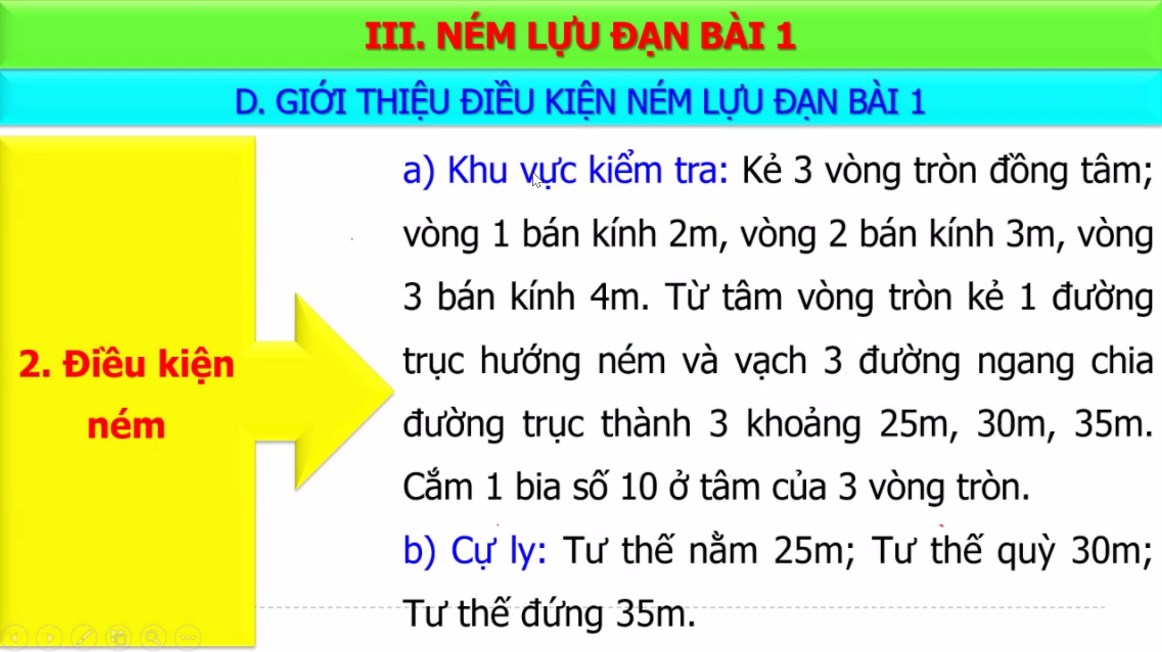 III. NÉM LỰU ĐẠN BÀI 1
D. GIỚI THIỆU ĐIỀU KIỆN NÉM LỰU ĐẠN BÀI 1
2. Điều kiện
ném
a) Khu vực kiểm tra: Kẻ 3 vòng tròn đồng tâm;
vòng 1 bán kính 2m, vòng 2 bán kính 3m, vòng
3 bán kính 4m. Từ tâm vòng tròn kẻ 1 đường
trục hướng ném và vạch 3 đường ngang chia
đường trục thành 3 khoảng 25m, 30m, 35m.
Cắm 1 bia số 10 ở tâm của 3 vòng tròn.
b) Cự ly: Tư thế nằm 25m; Tư thế quỳ 30m;
Tư thế đứng 35m.